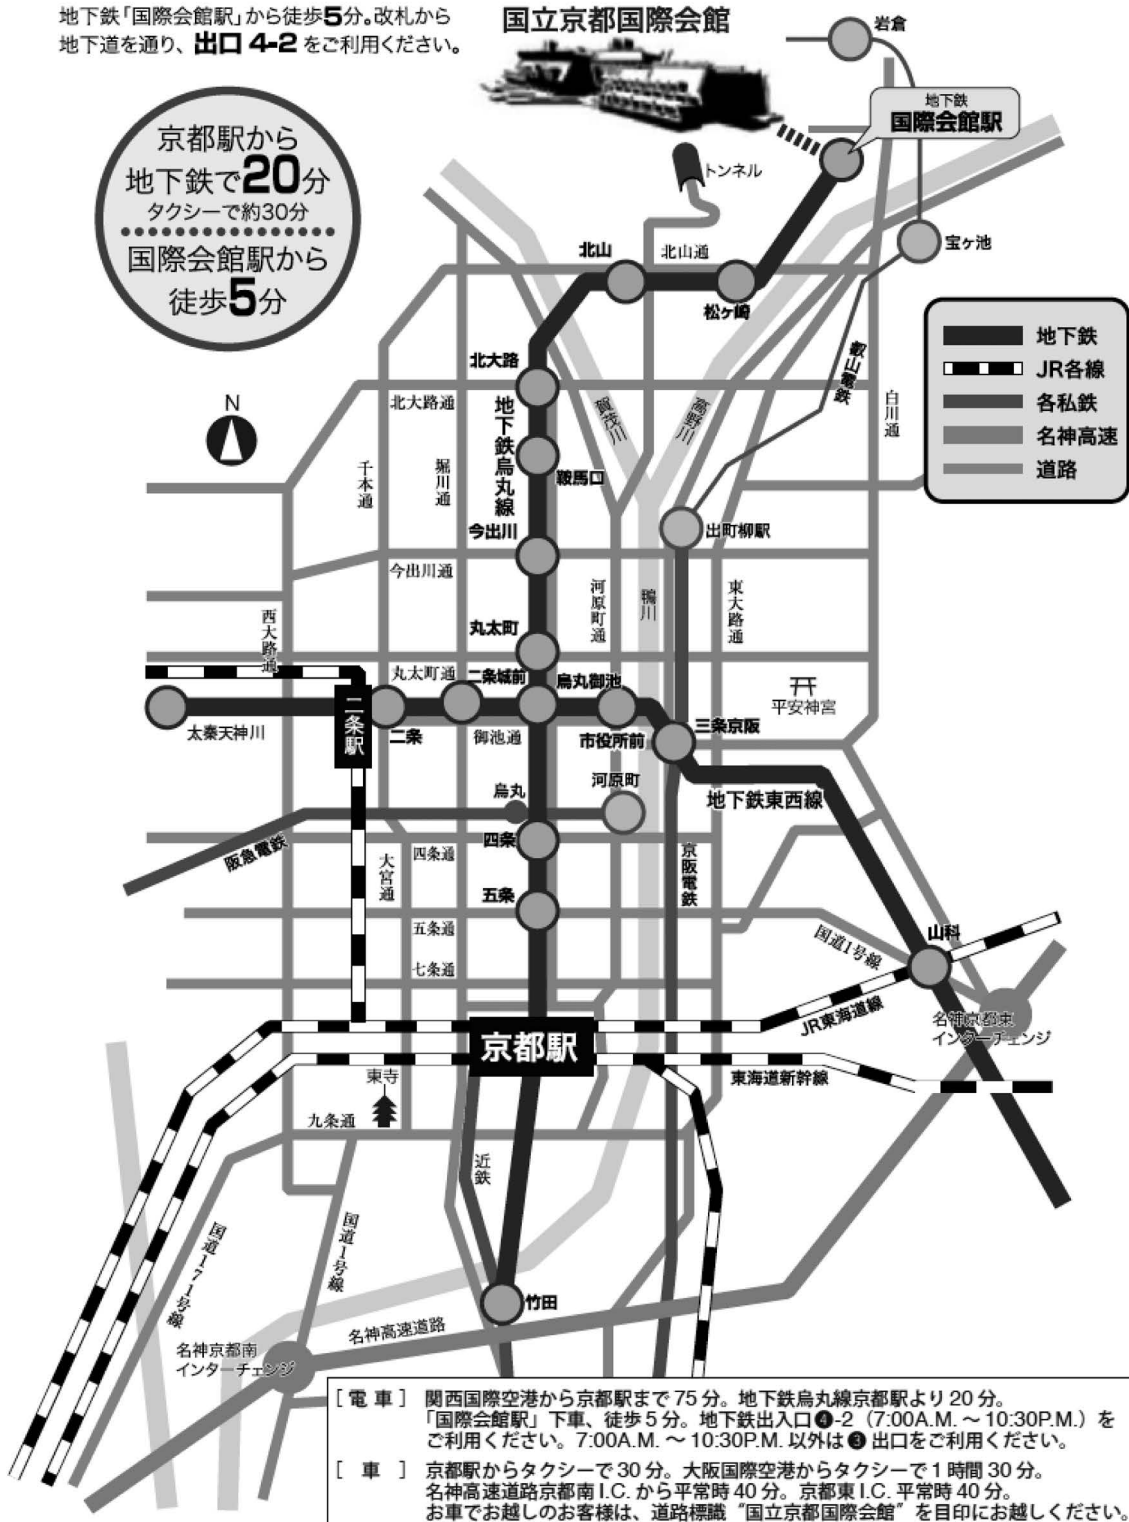 地下鉄「国際会館駅」から徒歩5分。改札から
地下道を通り、出口 4-2 をご利用ください。
国立京都国際会館
岩倉
地下鉄
国際会館駅
京都駅から
地下鉄で20分
タクシーで約30分
国際会館駅から
徒歩5分
トンネル
北山
北山通
宝ヶ池
松ヶ崎
地下鉄
JR各線
各私鉄
名神高速
道路
叡山電鉄
白川通
北大路
北大路通
N
地下鉄烏丸線
賀茂川
高野川
千本通
堀川通
鞍馬口
今出川
今出川通
出町柳駅
河原町通
鴨川
東大路通
西大路通
丸太町
丸太町通
二条城前
烏丸御池
平安神宮
太秦天神川
二条駅
二条
御池通
市役所前
三条京阪
河原町
烏丸
地下鉄東西線
阪急電鉄
四条
四条通
大宮通
京阪電鉄
五条
五条通
七条通
国道1号線
山科
JR東海道線
名神京都東
インターチェンジ
京都駅
東海道新幹線
東寺
九条通
近鉄
国道171号線
国道1号線
竹田
名神高速道路
名神京都南
インターチェンジ
[ 電 車 ] 関西国際空港から京都駅まで 75 分。地下鉄烏丸線京都駅より 20 分。
「国際会館駅」下車、徒歩 5 分。地下鉄出入口❹-2（7:00A.M. ～ 10:30P.M.）を
ご利用ください。7:00A.M. ～ 10:30P.M. 以外は ❸ 出口をご利用ください。
[ 車 ] 京都駅からタクシーで 30 分。大阪国際空港からタクシーで 1 時間 30 分。
名神高速道路京都南 I.C. から平常時 40 分。京都東 I.C. 平常時 40 分。
お車でお越しのお客様は、道路標識 “国立京都国際会館” を目印にお越しください。